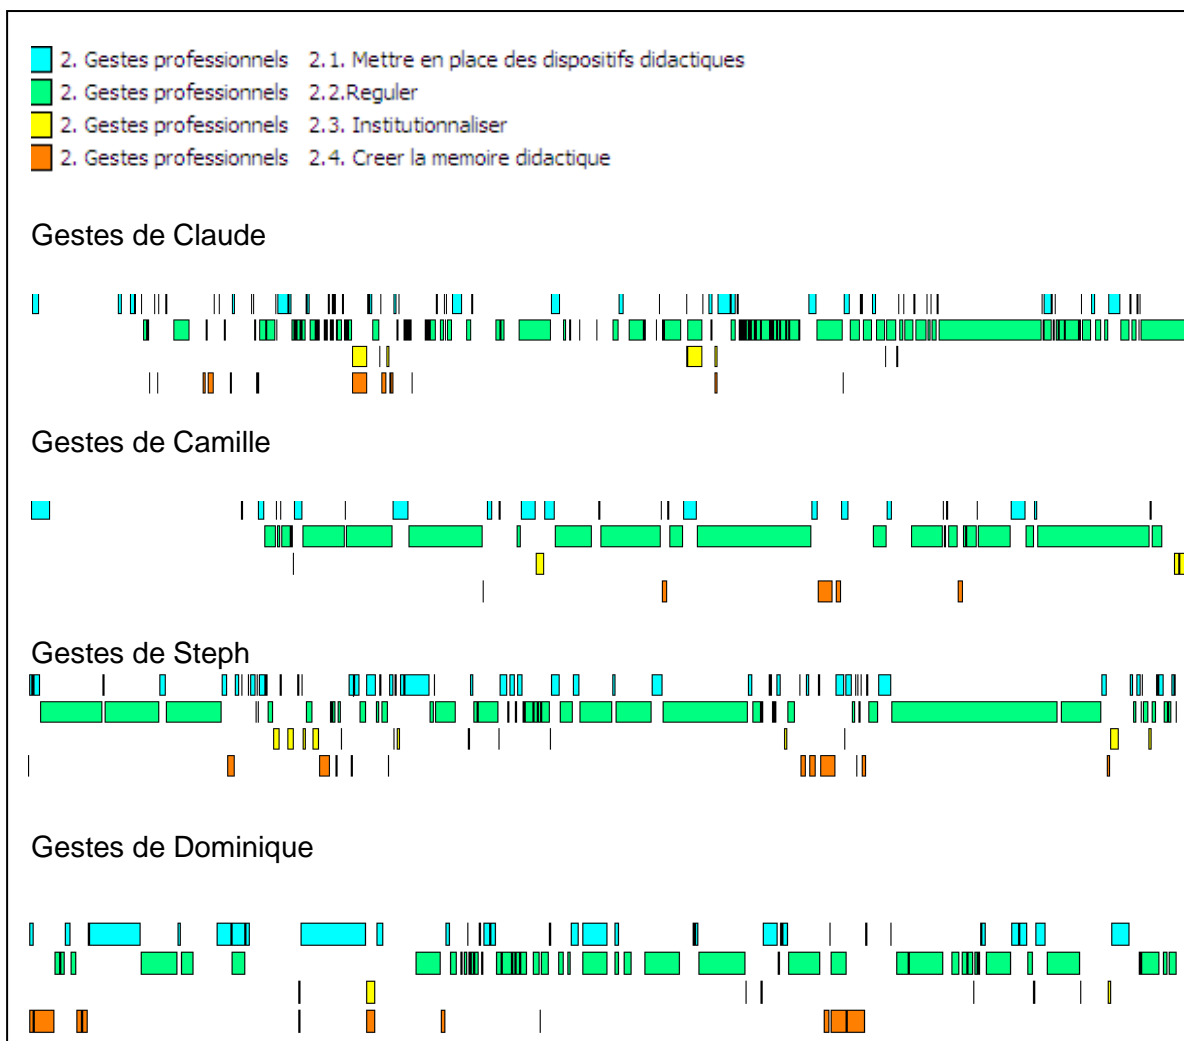 2. Gestes professionnels 2.1. Mettre en place des dispositifs didactiques
2. Gestes professionnels 2.2.Reguler
2. Gestes professionnels 2.3. Institutionnaliser
2. Gestes professionnels 2.4. Creer la memoire didactique
Gestes de Claude
Gestes de Camille
Gestes de Steph
Gestes de Dominique